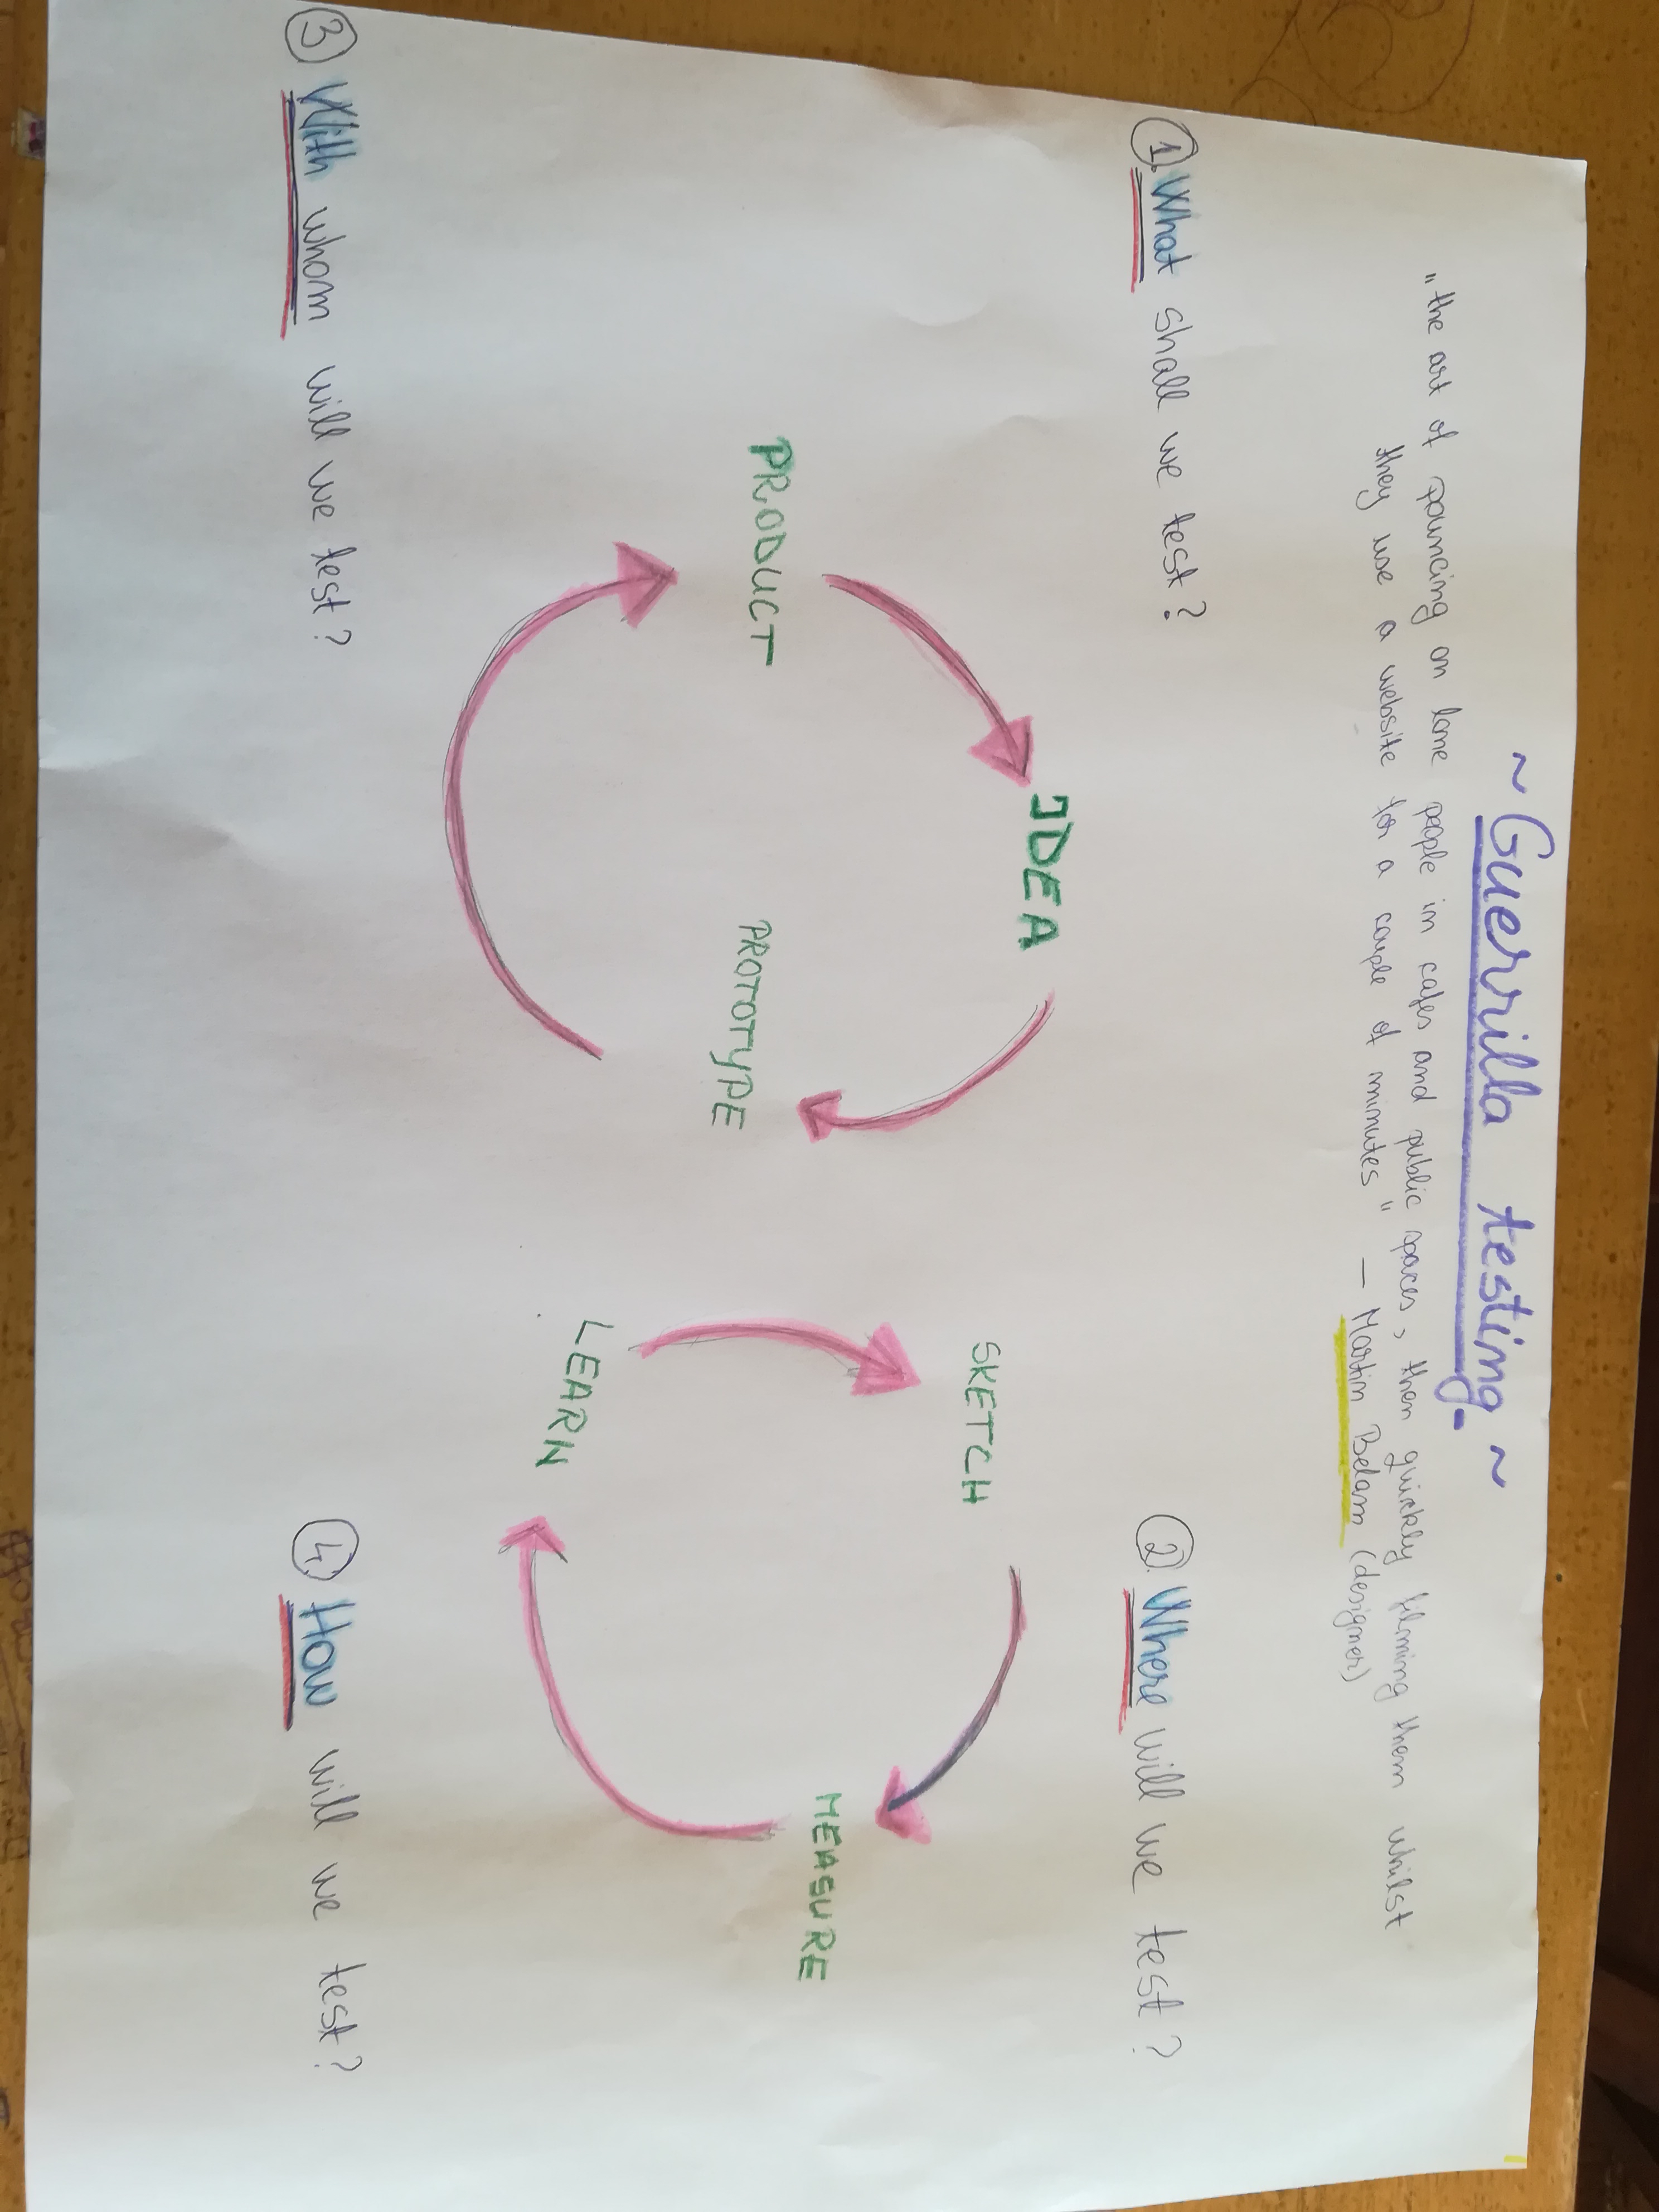 ~ Guerrilla testing ~
"the art of pouncing on lone people in cafes and public spaces, then quickly filming them whilst
they use a website for a couple of minutes" - Martin Belam (designer)
1. What shall we test?
2. Where will we test?
IDEA
PRODUCT
PROTOTYPE
SKETCH
MEASURE
LEARN
3 With whom will we test?
4. How will we test?